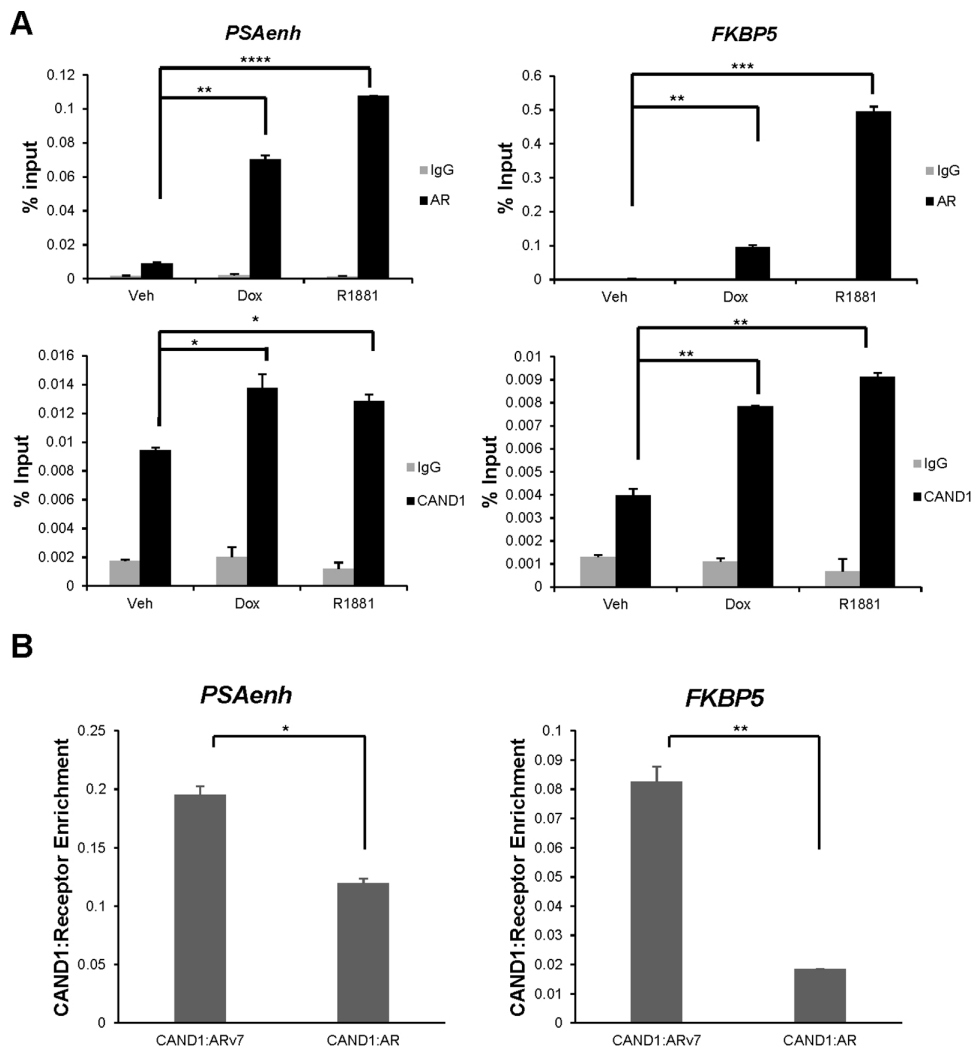 A
PSAenh
****
**
0.12
0.1
0.08
0.06
0.04
0.02
0
% input
IgG
AR
Veh
Dox
R1881
FKBP5
***
**
0.6
0.5
0.4
0.3
0.2
0.1
0
% Input
IgG
AR
Veh
Dox
R1881
*
*
0.016
0.014
0.012
0.01
0.008
0.006
0.004
0.002
0
% Input
IgG
CAND1
Veh
Dox
R1881
**
**
0.01
0.009
0.008
0.007
0.006
0.005
0.004
0.003
0.002
0.001
0
% Input
IgG
CAND1
Veh
Dox
R1881
B
PSAenh
*
0.25
0.2
0.15
0.1
0.05
0
CAND1:Receptor Enrichment
CAND1:ARv7
CAND1:AR
FKBP5
**
0.1
0.09
0.08
0.07
0.06
0.05
0.04
0.03
0.02
0.01
0
CAND1:Receptor Enrichment
CAND1:ARv7
CAND1:AR